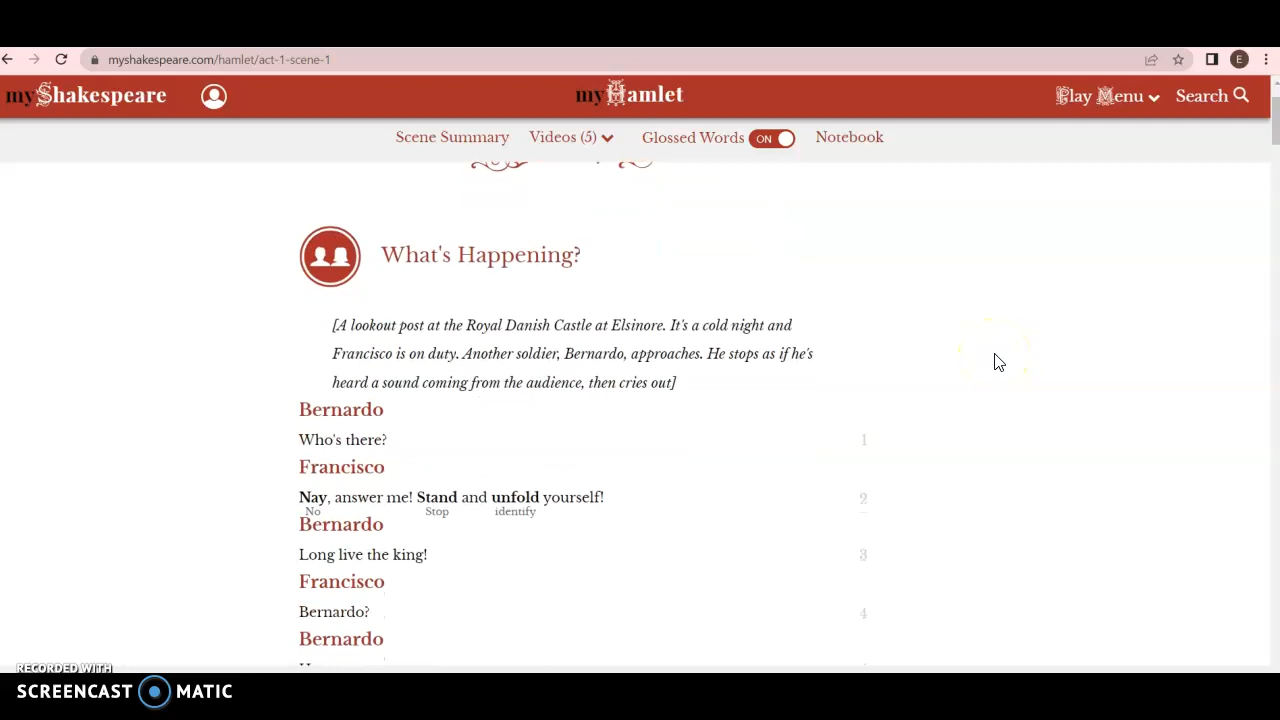 myshakespeare.com/hamlet/act-1-scene-1
E
myShakespeare
myHamlet
Play Menu
Search
Scene Summary
Videos (5)
Glossed Words
ON
Notebook
What's Happening?
[A lookout post at the Royal Danish Castle at Elsinore. It's a cold night and
Francisco is on duty. Another soldier, Bernardo, approaches. He stops as if he's
heard a sound coming from the audience, then cries out]
Bernardo
Who's there? 1
Francisco
Nay, answer me! Stand and unfold yourself! 2
No Stop identify
Bernardo
Long live the king! 3
Francisco
Bernardo? 4
Bernardo
RECORDED WITH
SCREENCAST MATIC